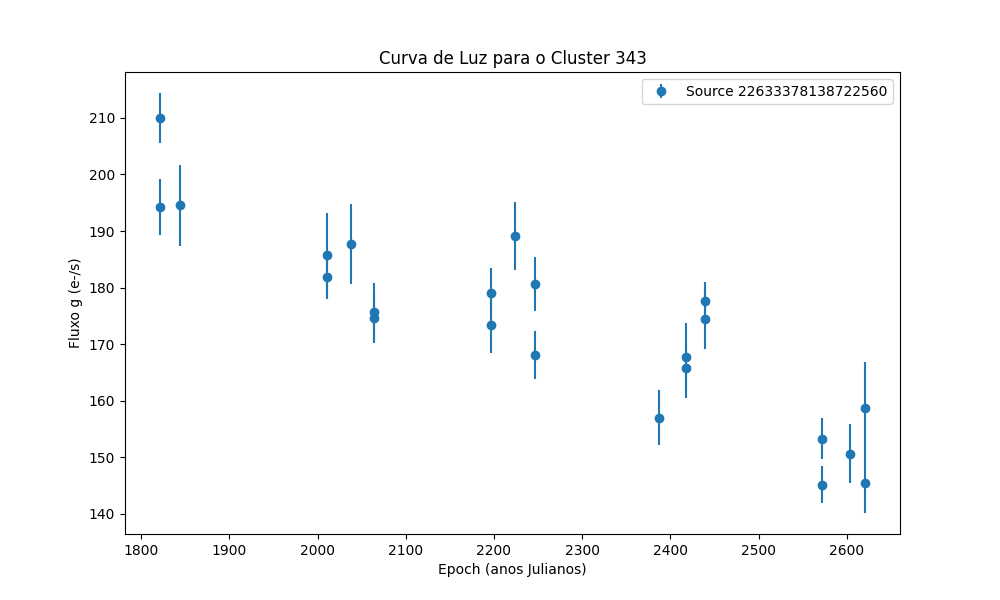 Curva de Luz para o Cluster 343
Source 22633378138722560
Fluxo g (e-/s)
210
200
190
180
170
160
150
140
1800 1900 2000 2100 2200 2300 2400 2500 2600
Epoch (anos Julianos)